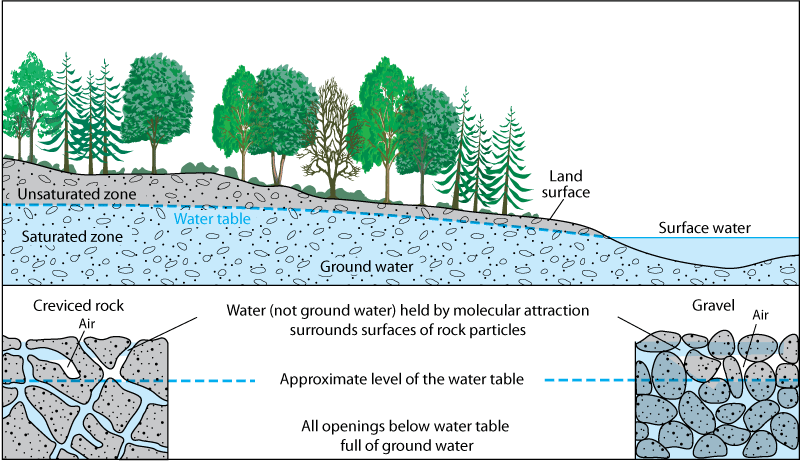 Land
surface
Unsaturated zone
Water table
Surface water
Saturated zone
Ground water
Creviced rock
Air
Water (not ground water) held by molecular attraction
surrounds surfaces of rock particles
Gravel
Air
Approximate level of the water table
All openings below water table
full of ground water